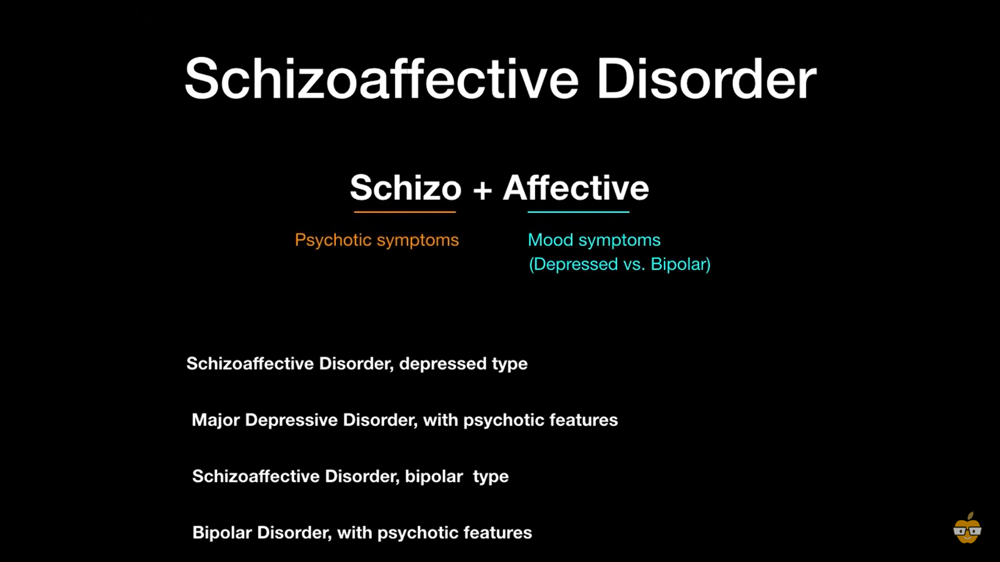 Schizoaffective Disorder
Schizo + Affective
Psychotic symptoms
Mood symptoms
(Depressed vs. Bipolar)
Schizoaffective Disorder, depressed type
Major Depressive Disorder, with psychotic features
Schizoaffective Disorder, bipolar  type
Bipolar Disorder, with psychotic features